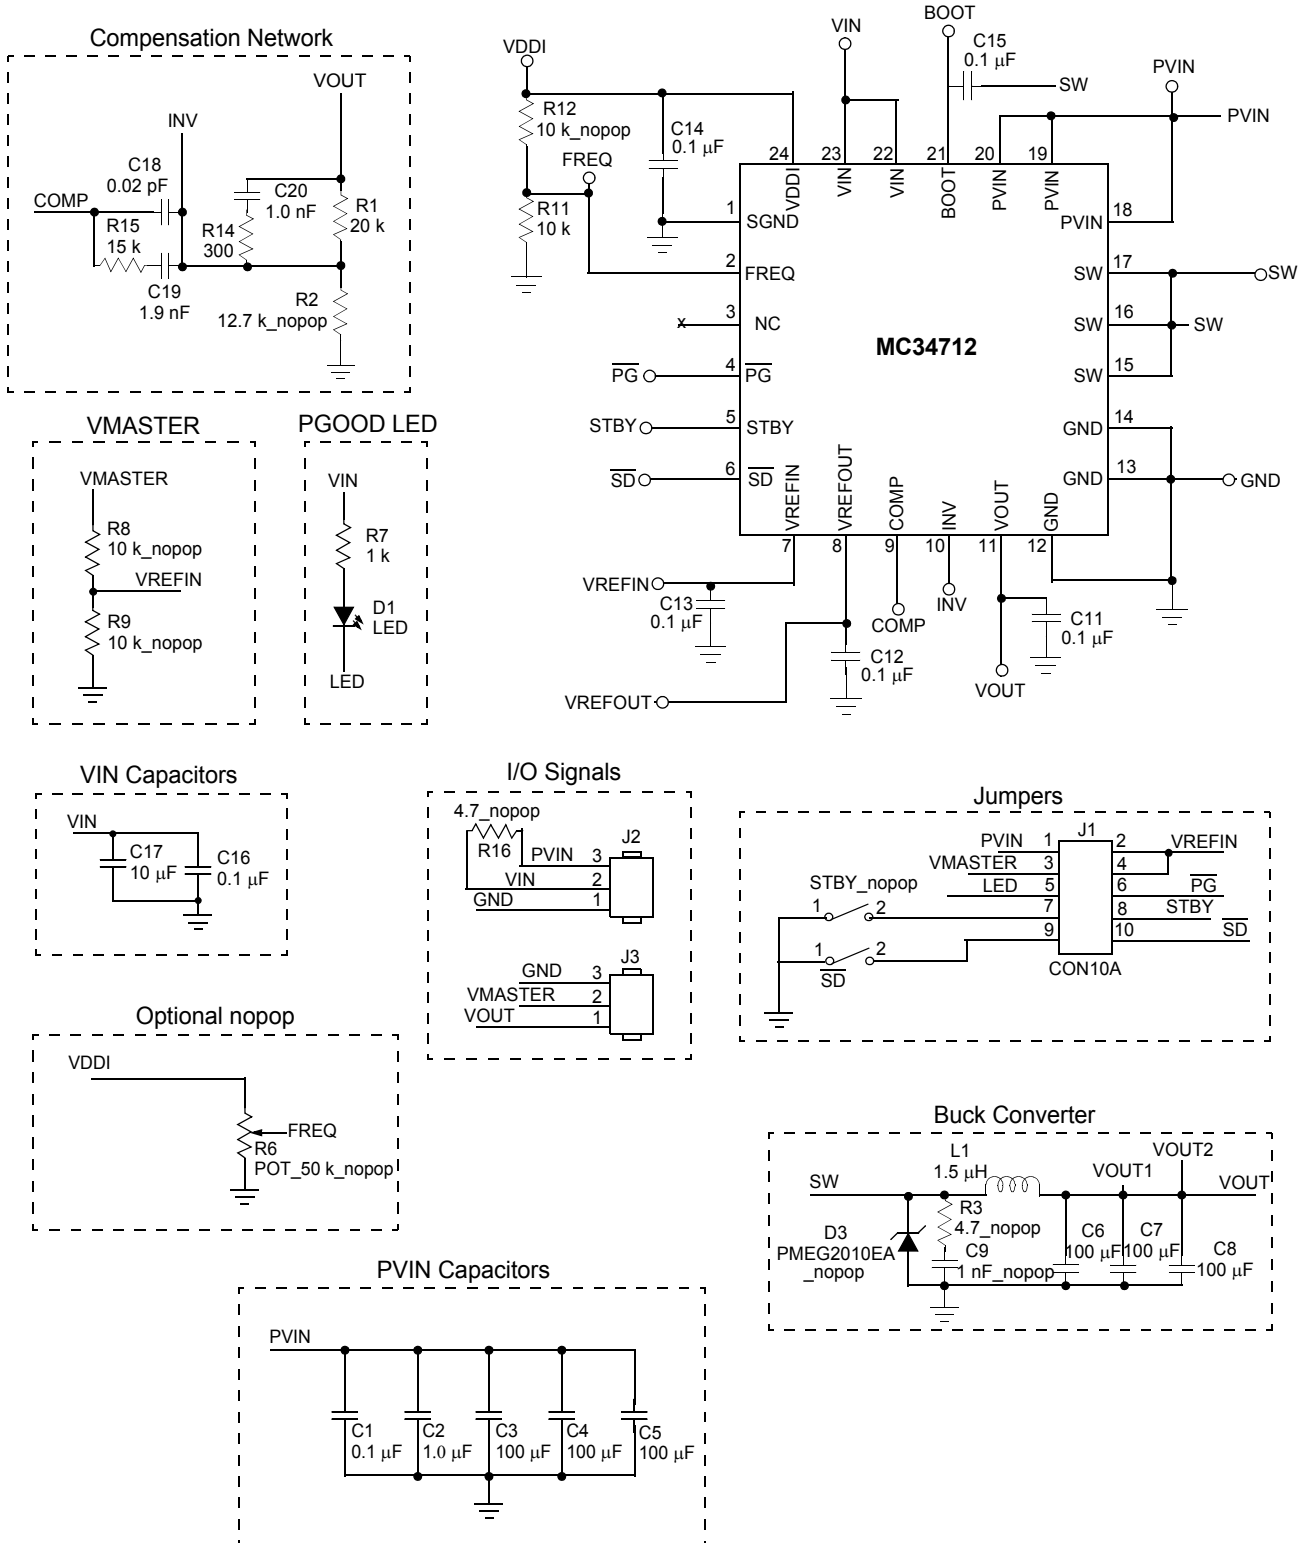 Compensation Network
VOUT
INV
C18
0.02 pF
COMP
R15
15 k
C19
1.9 nF
C20
1.0 nF
R14
300
R1
20 k
R2
12.7 k_nopop
VDDI
R12
10 k_nopop
FREQ
R11
10 k
C14
0.1 µF
VIN
BOOT
C15
0.1 µF
SW
PVIN
PVIN
24
23
22
21
20
19
VDDI
VIN
VIN
BOOT
PVIN
PVIN
1
SGND
2
FREQ
3
NC
x
PG
4
PG
STBY
5
STBY
SD
6
SD
MC34712
18
PVIN
17
SW
SW
16
SW
SW
15
SW
14
GND
13
GND
GND
VREFIN
VREFOUT
COMP
INV
VOUT
GND
7
8
9
10
11
12
VREFIN
C13
0.1 µF
COMP
INV
C11
0.1 µF
C12
0.1 µF
VOUT
VREFOUT
VMASTER
VMASTER
R8
10 k_nopop
VREFIN
R9
10 k_nopop
PGOOD LED
VIN
R7
1 k
D1
LED
LED
VIN Capacitors
VIN
C17
10 µF
C16
0.1 µF
I/O Signals
4.7_nopop
R16
J2
PVIN 3
VIN 2
GND 1
J3
GND 3
VMASTER 2
VOUT 1
Jumpers
J1
PVIN 1
2 VREFIN
VMASTER 3
4
LED 5
6 PG
STBY_nopop
1 2
7
8 STBY
9
10 SD
1 2
SD
CON10A
Optional nopop
VDDI
FREQ
R6
POT_50 k_nopop
Buck Converter
SW
L1
1.5 µH
VOUT1
VOUT2
VOUT
D3
PMEG2010EA
_nopop
R3
4.7_nopop
C9
1 nF_nopop
C6
100 µF
C7
100 µF
C8
100 µF
PVIN Capacitors
PVIN
C1
0.1 µF
C2
1.0 µF
C3
100 µF
C4
100 µF
C5
100 µF